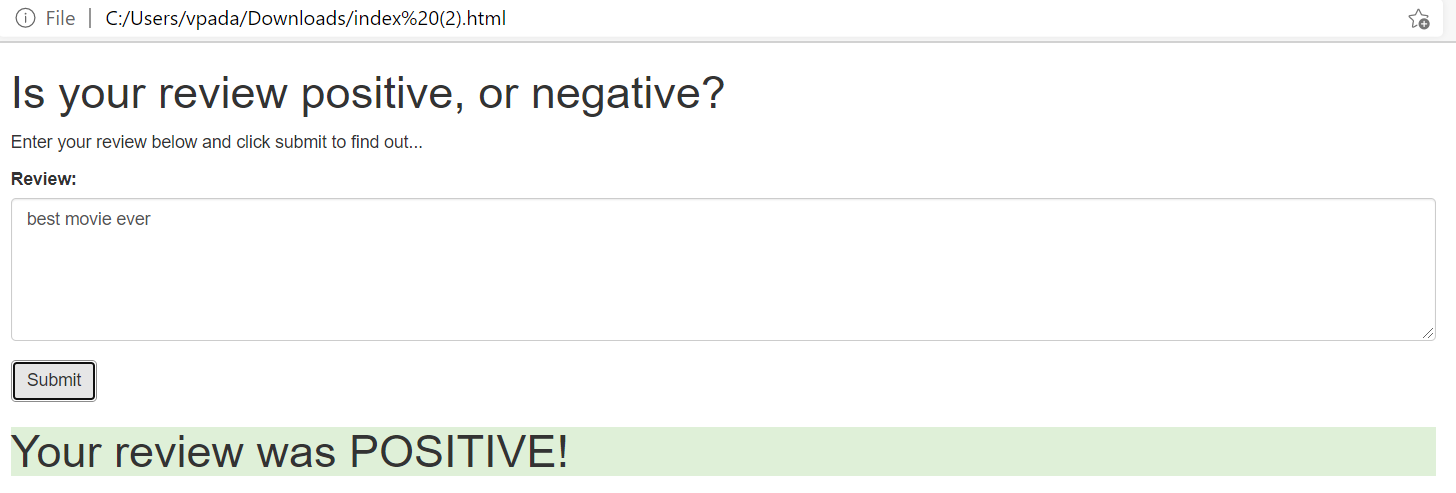 File | C:/Users/vpada/Downloads/index%20(2).html
Is your review positive, or negative?
Enter your review below and click submit to find out...
Review:
best movie ever
Submit
Your review was POSITIVE!